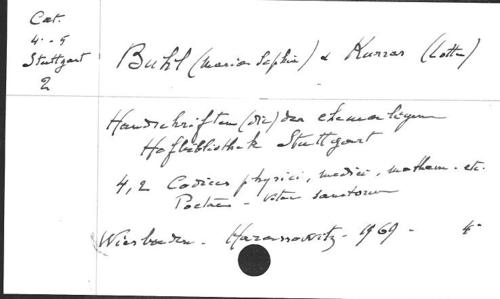 Cat.
4. - 5
Stuttgart
2
Buhl (Maria Sophia) & Kurras (Lotte)
Handschriften (die) der ehemaligen
Hofbibliothek Stuttgart
4,2 Codices physici, medici, mathem. etc.
Poetae - Vitae sanctorum
Wiesbaden - Harrassowitz - 1969 - 4°